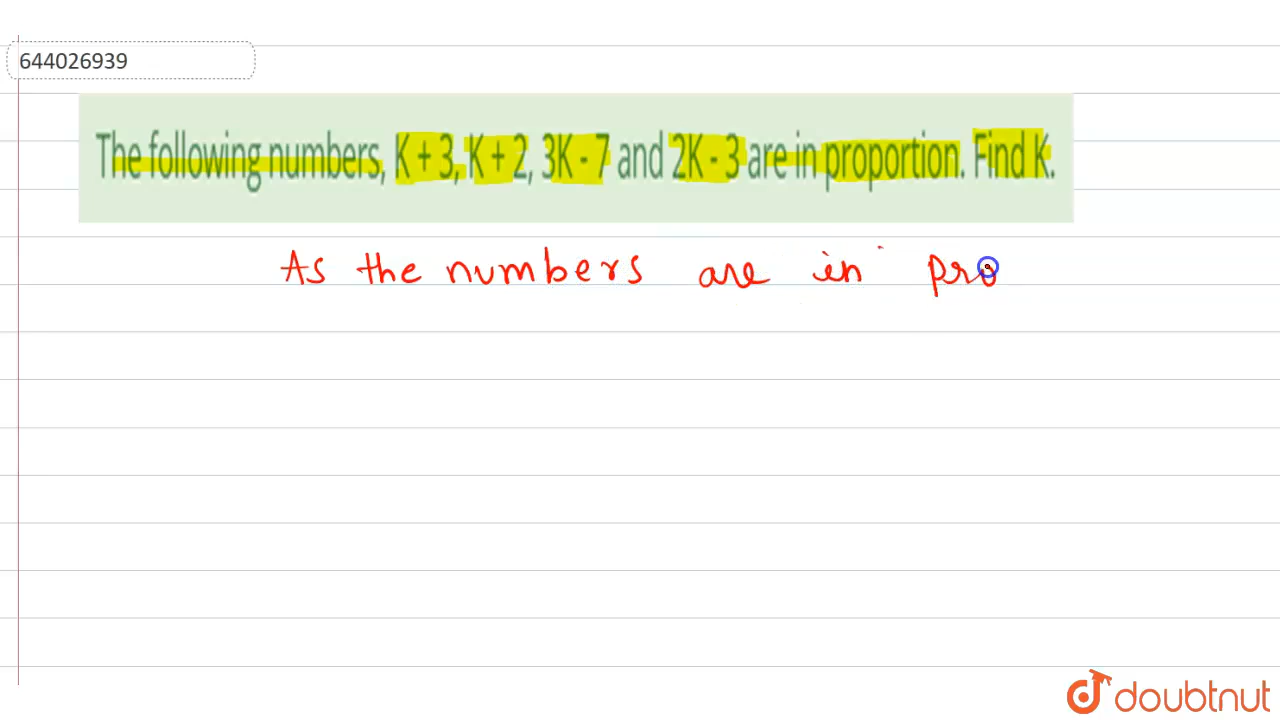 644026939
The following numbers, K + 3, K + 2, 3K - 7 and 2K - 3 are in proportion. Find K.
As the numbers are in pro
doubtnut